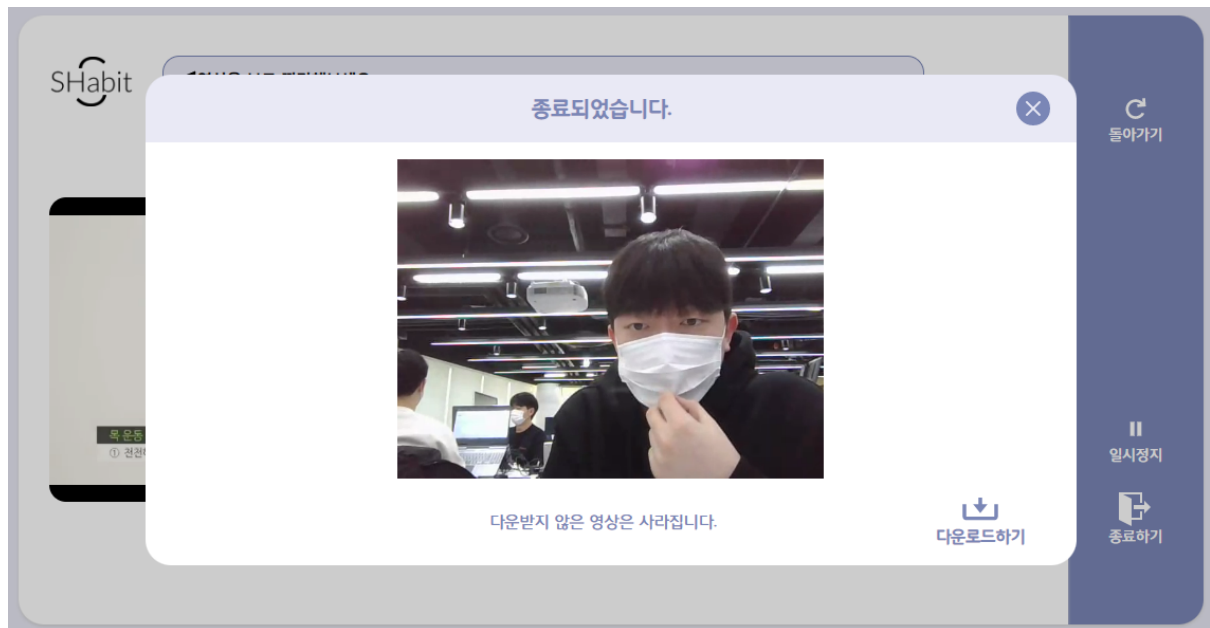 SHabit
종료되었습니다.
돌아가기
목 운동
①
일시정지
다운받지 않은 영상은 사라집니다.
다운로드하기
종료하기